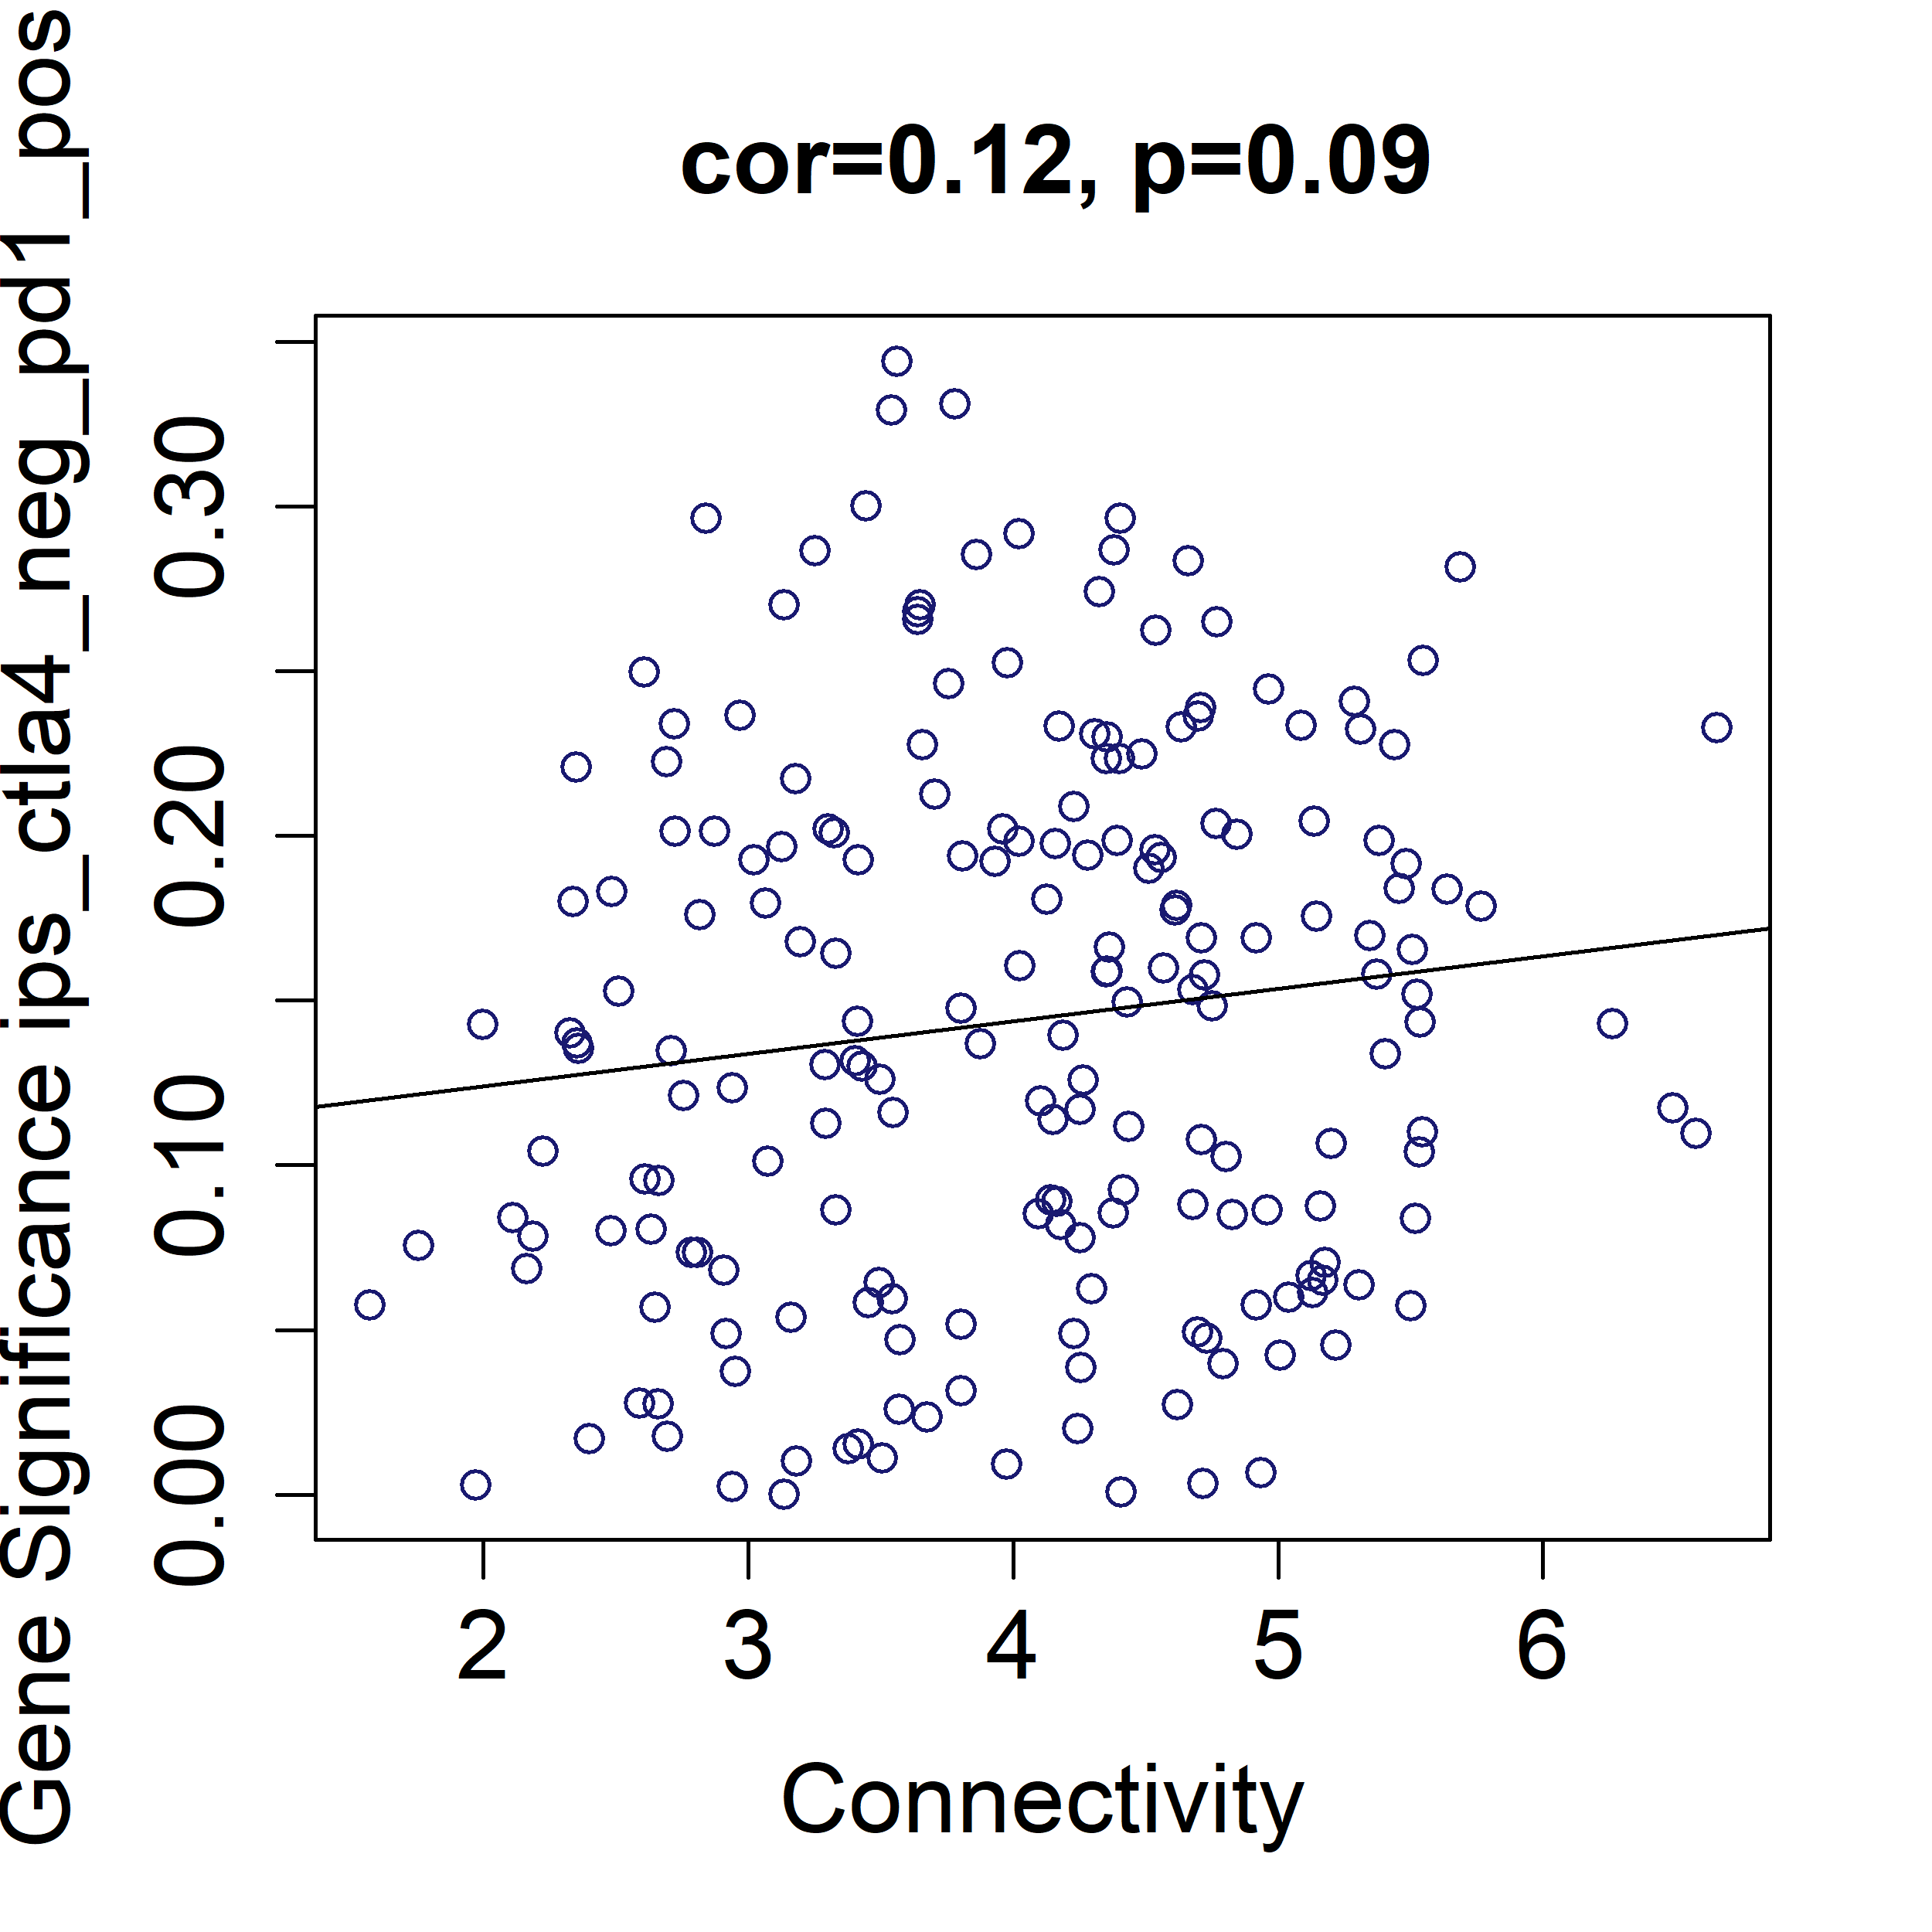 cor=0.12, p=0.09
Gene Significance ips_ctla4_neg_pd1_pos
0.30
0.20
0.10
0.00
2 3 4 5 6
Connectivity